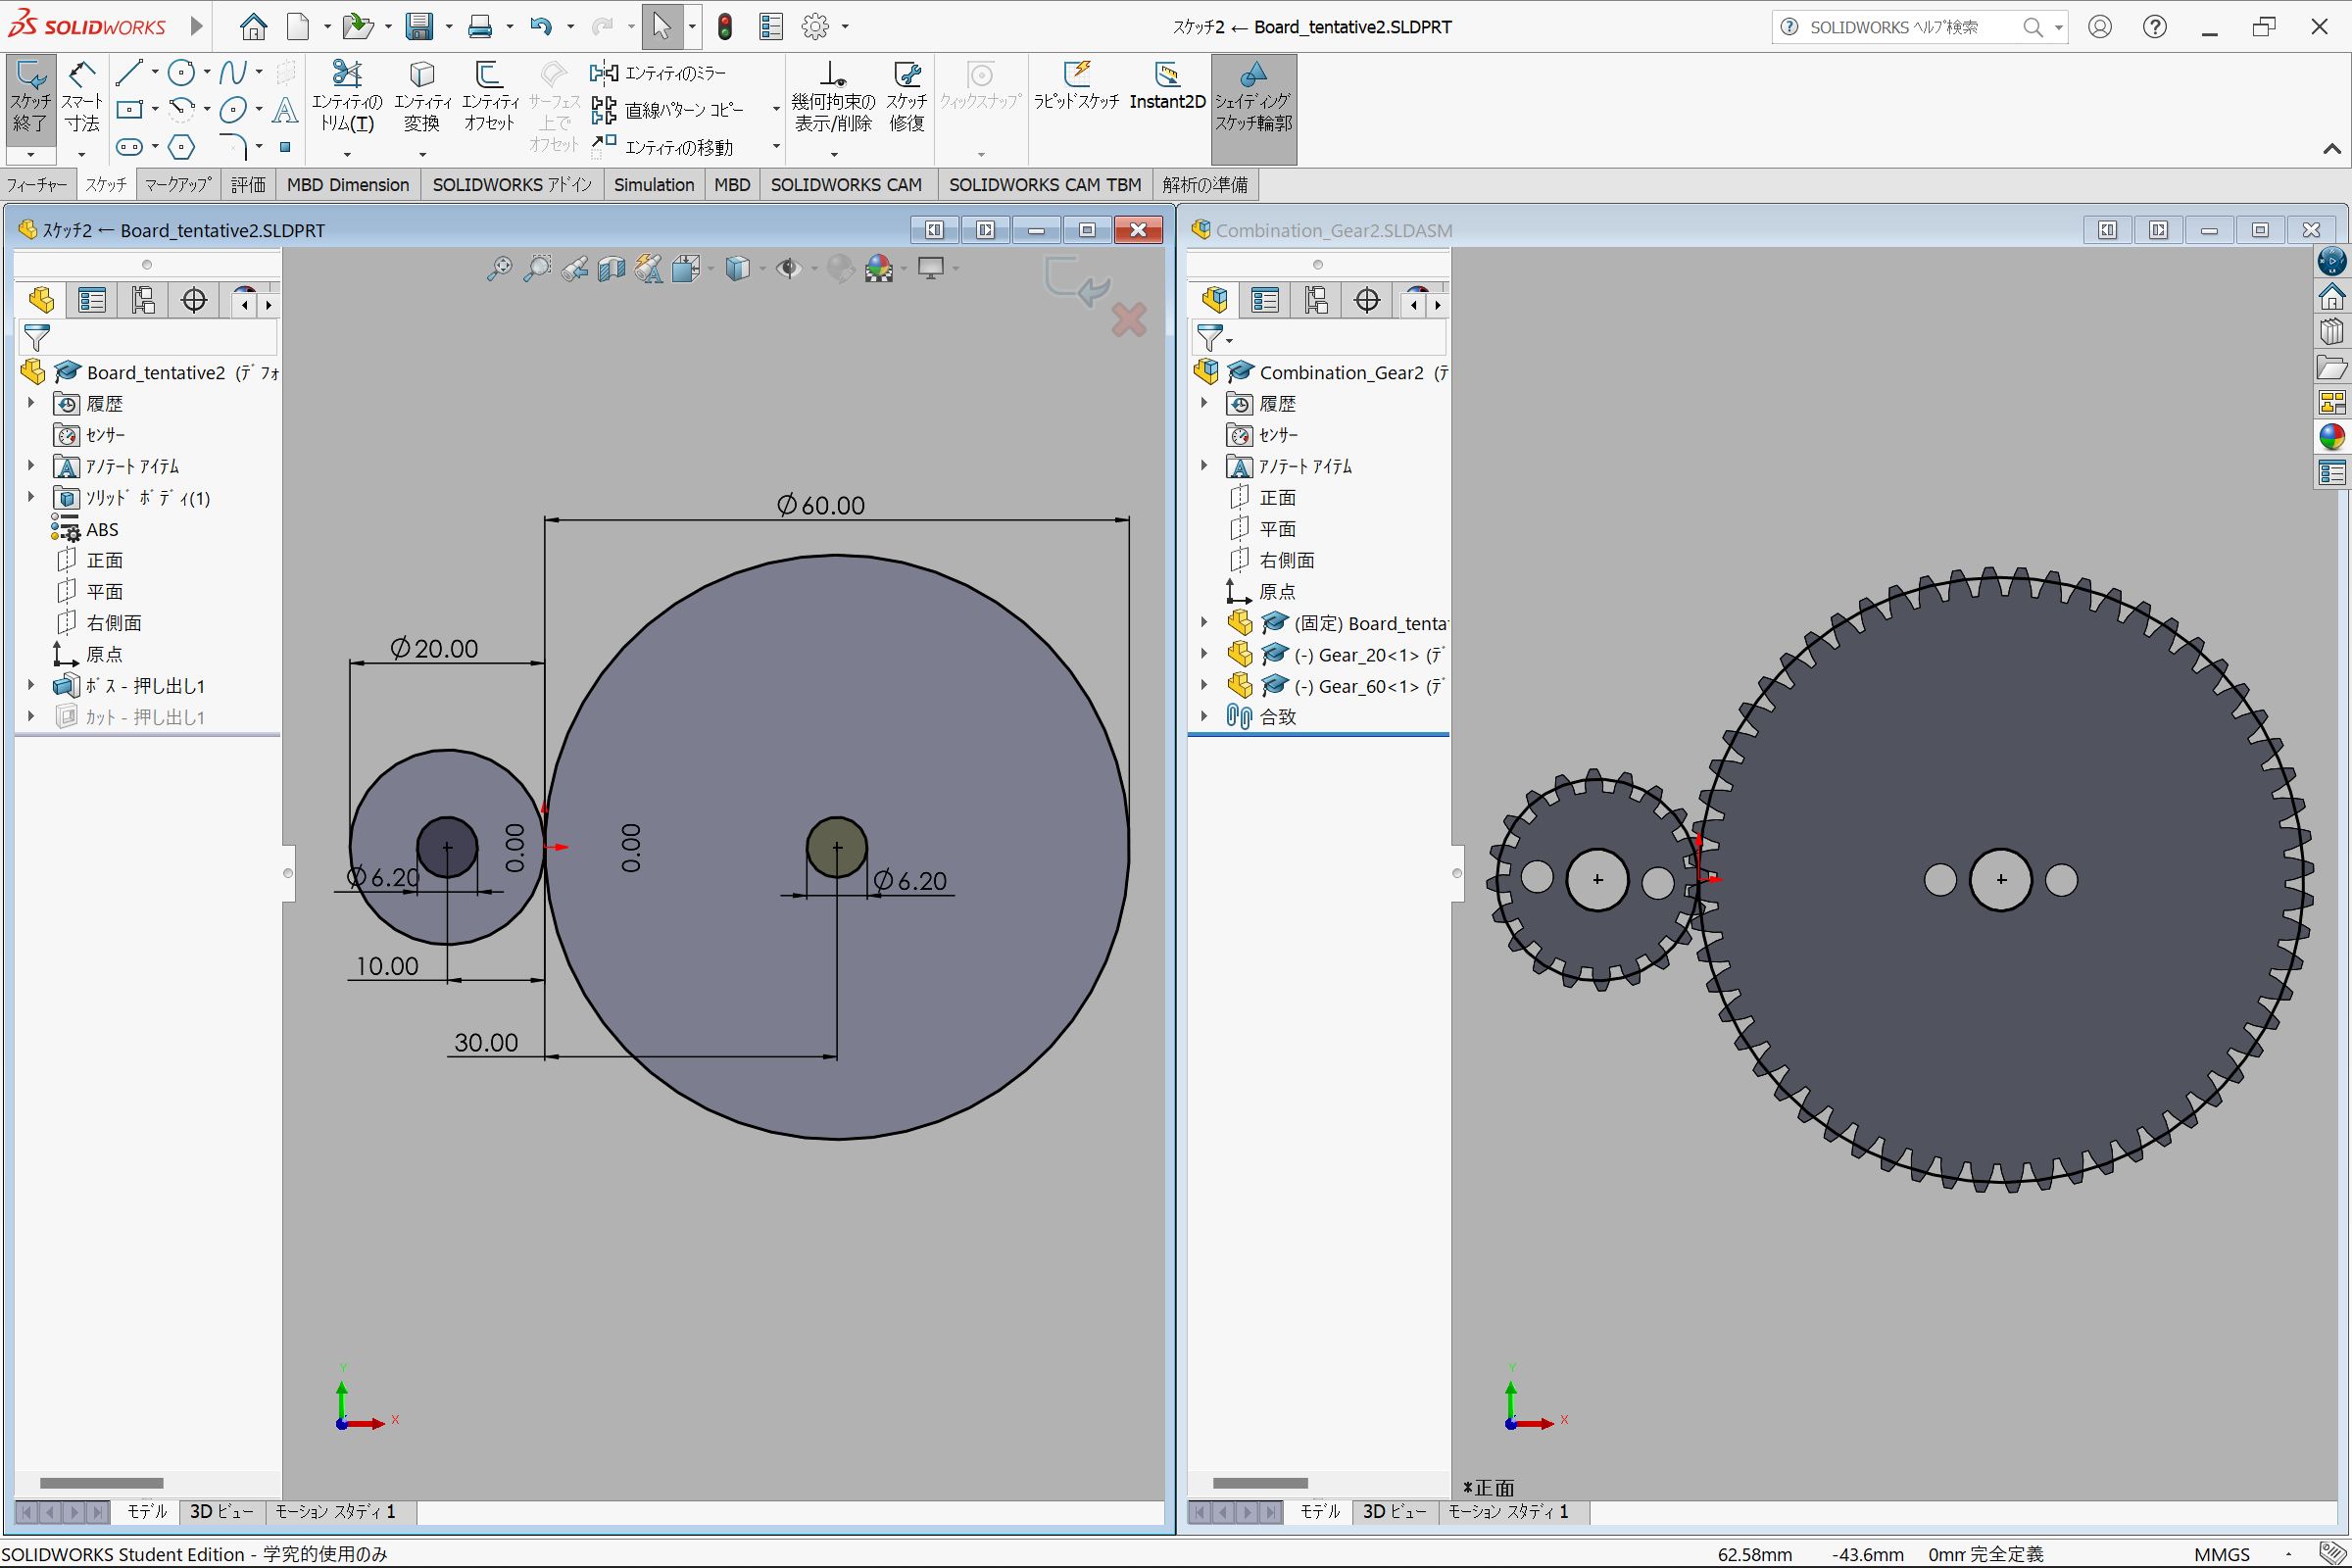 SOLIDWORKS
スケッチ2 ← Board_tentative2.SLDPRT
SOLIDWORKS ヘルプ検索
スケッチ終了
スマート寸法
エンティティのトリム(T)
エンティティ変換
エンティティオフセット
サーフェス上でオフセット
エンティティのミラー
直線パターン コピー
エンティティの移動
幾何拘束の表示/削除
スケッチ修復
クィックスナップ
ラピッドスケッチ
Instant2D
シェイディングスケッチ輪郭
フィーチャー
スケッチ
マークアップ
評価
MBD Dimension
SOLIDWORKS アドイン
Simulation
MBD
SOLIDWORKS CAM
SOLIDWORKS CAM TBM
解析の準備
スケッチ2 ← Board_tentative2.SLDPRT
Board_tentative2 (デフォ
履歴
センサー
アノテート アイテム
ソリッド ボディ(1)
ABS
正面
平面
右側面
原点
ボス - 押し出し1
カット - 押し出し1
∅60.00
∅20.00
0.00
0.00
∅6.20
∅6.20
10.00
30.00
Y
X
モデル
3D ビュー
モーション スタディ 1
Combination_Gear2.SLDASM
Combination_Gear2 (デ
履歴
センサー
アノテート アイテム
正面
平面
右側面
原点
(固定) Board_tenta
(-) Gear_20<1> (デ
(-) Gear_60<1> (デ
合致
Y
X
*正面
モデル
3D ビュー
モーション スタディ 1
SOLIDWORKS Student Edition - 学究的使用のみ
62.58mm
-43.6mm
0mm 完全定義
MMGS